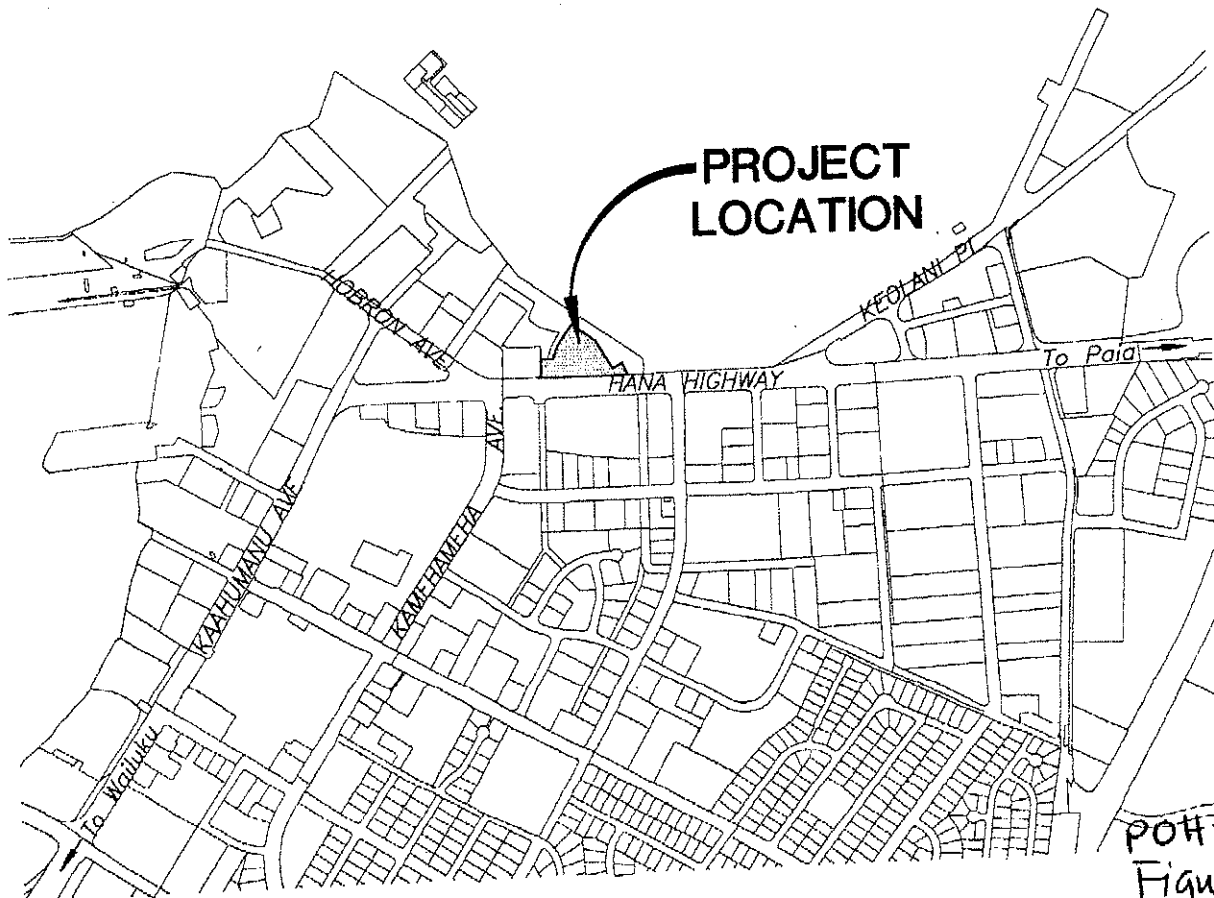 PROJECT
LOCATION
HOBRON AVE
KEOLANI PL
To Paia
HANA HIGHWAY
AVE
KAAHUMANU AVE
KAMEHAMEHA
To Wailuku